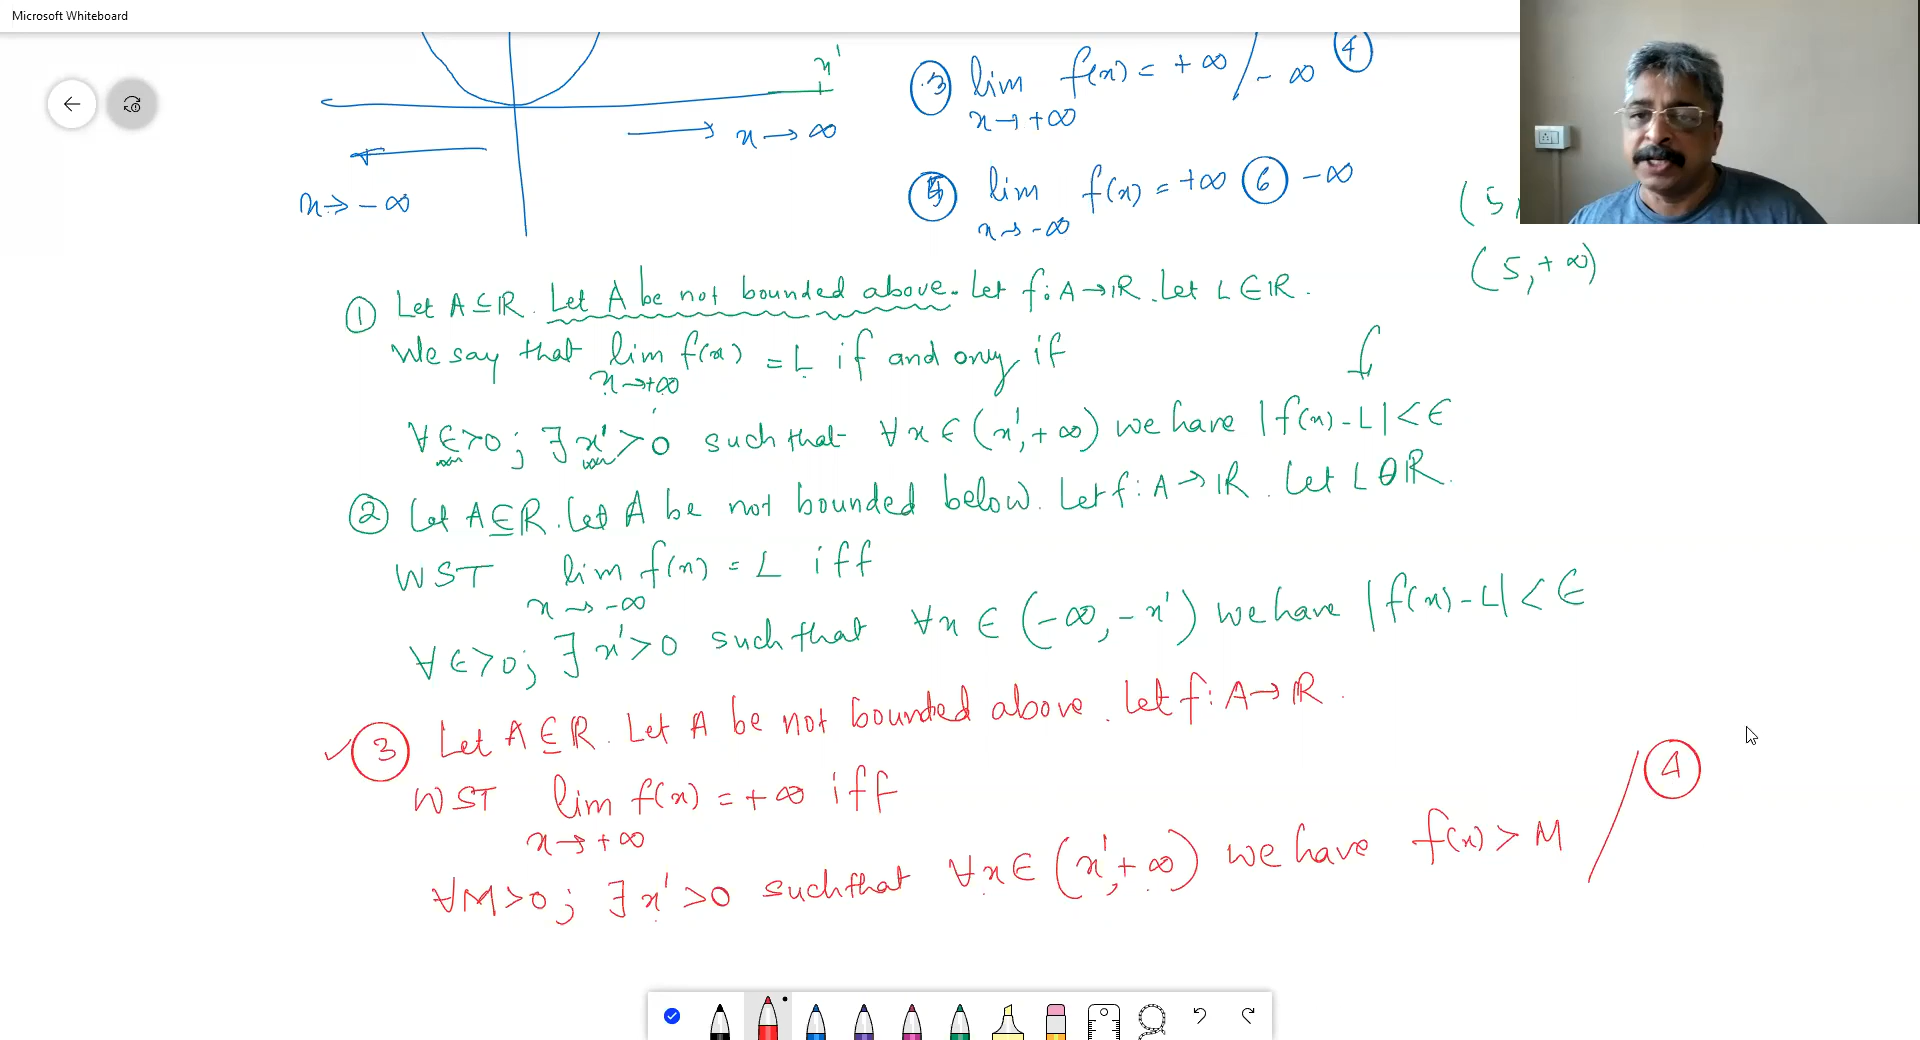 Microsoft Whiteboard
x'
x → ∞
x → -∞
③ lim f(x) = +∞ / -∞ ④
x → +∞
⑤ lim f(x) = +∞ ⑥ -∞
x → -∞
(5,
(5, +∞)
① Let A ⊆ ℝ. Let A be not bounded above. Let f: A → ℝ. Let L ∈ ℝ.
We say that lim f(x) = L if and only if
x → +∞
∀ ε > 0; ∃ x' > 0 such that ∀ x ∈ (x', +∞) we have |f(x) - L| < ε
② Let A ⊆ ℝ. Let A be not bounded below. Let f: A → ℝ. Let L ∈ ℝ.
WST lim f(x) = L iff
x → -∞
∀ ε > 0; ∃ x' > 0 such that ∀ x ∈ (-∞, -x') we have |f(x) - L| < ε
✓ ③ Let A ⊆ ℝ. Let A be not bounded above. Let f: A → ℝ.
WST lim f(x) = +∞ iff
x → +∞
∀ M > 0; ∃ x' > 0 such that ∀ x ∈ (x', +∞) we have f(x) > M / ④